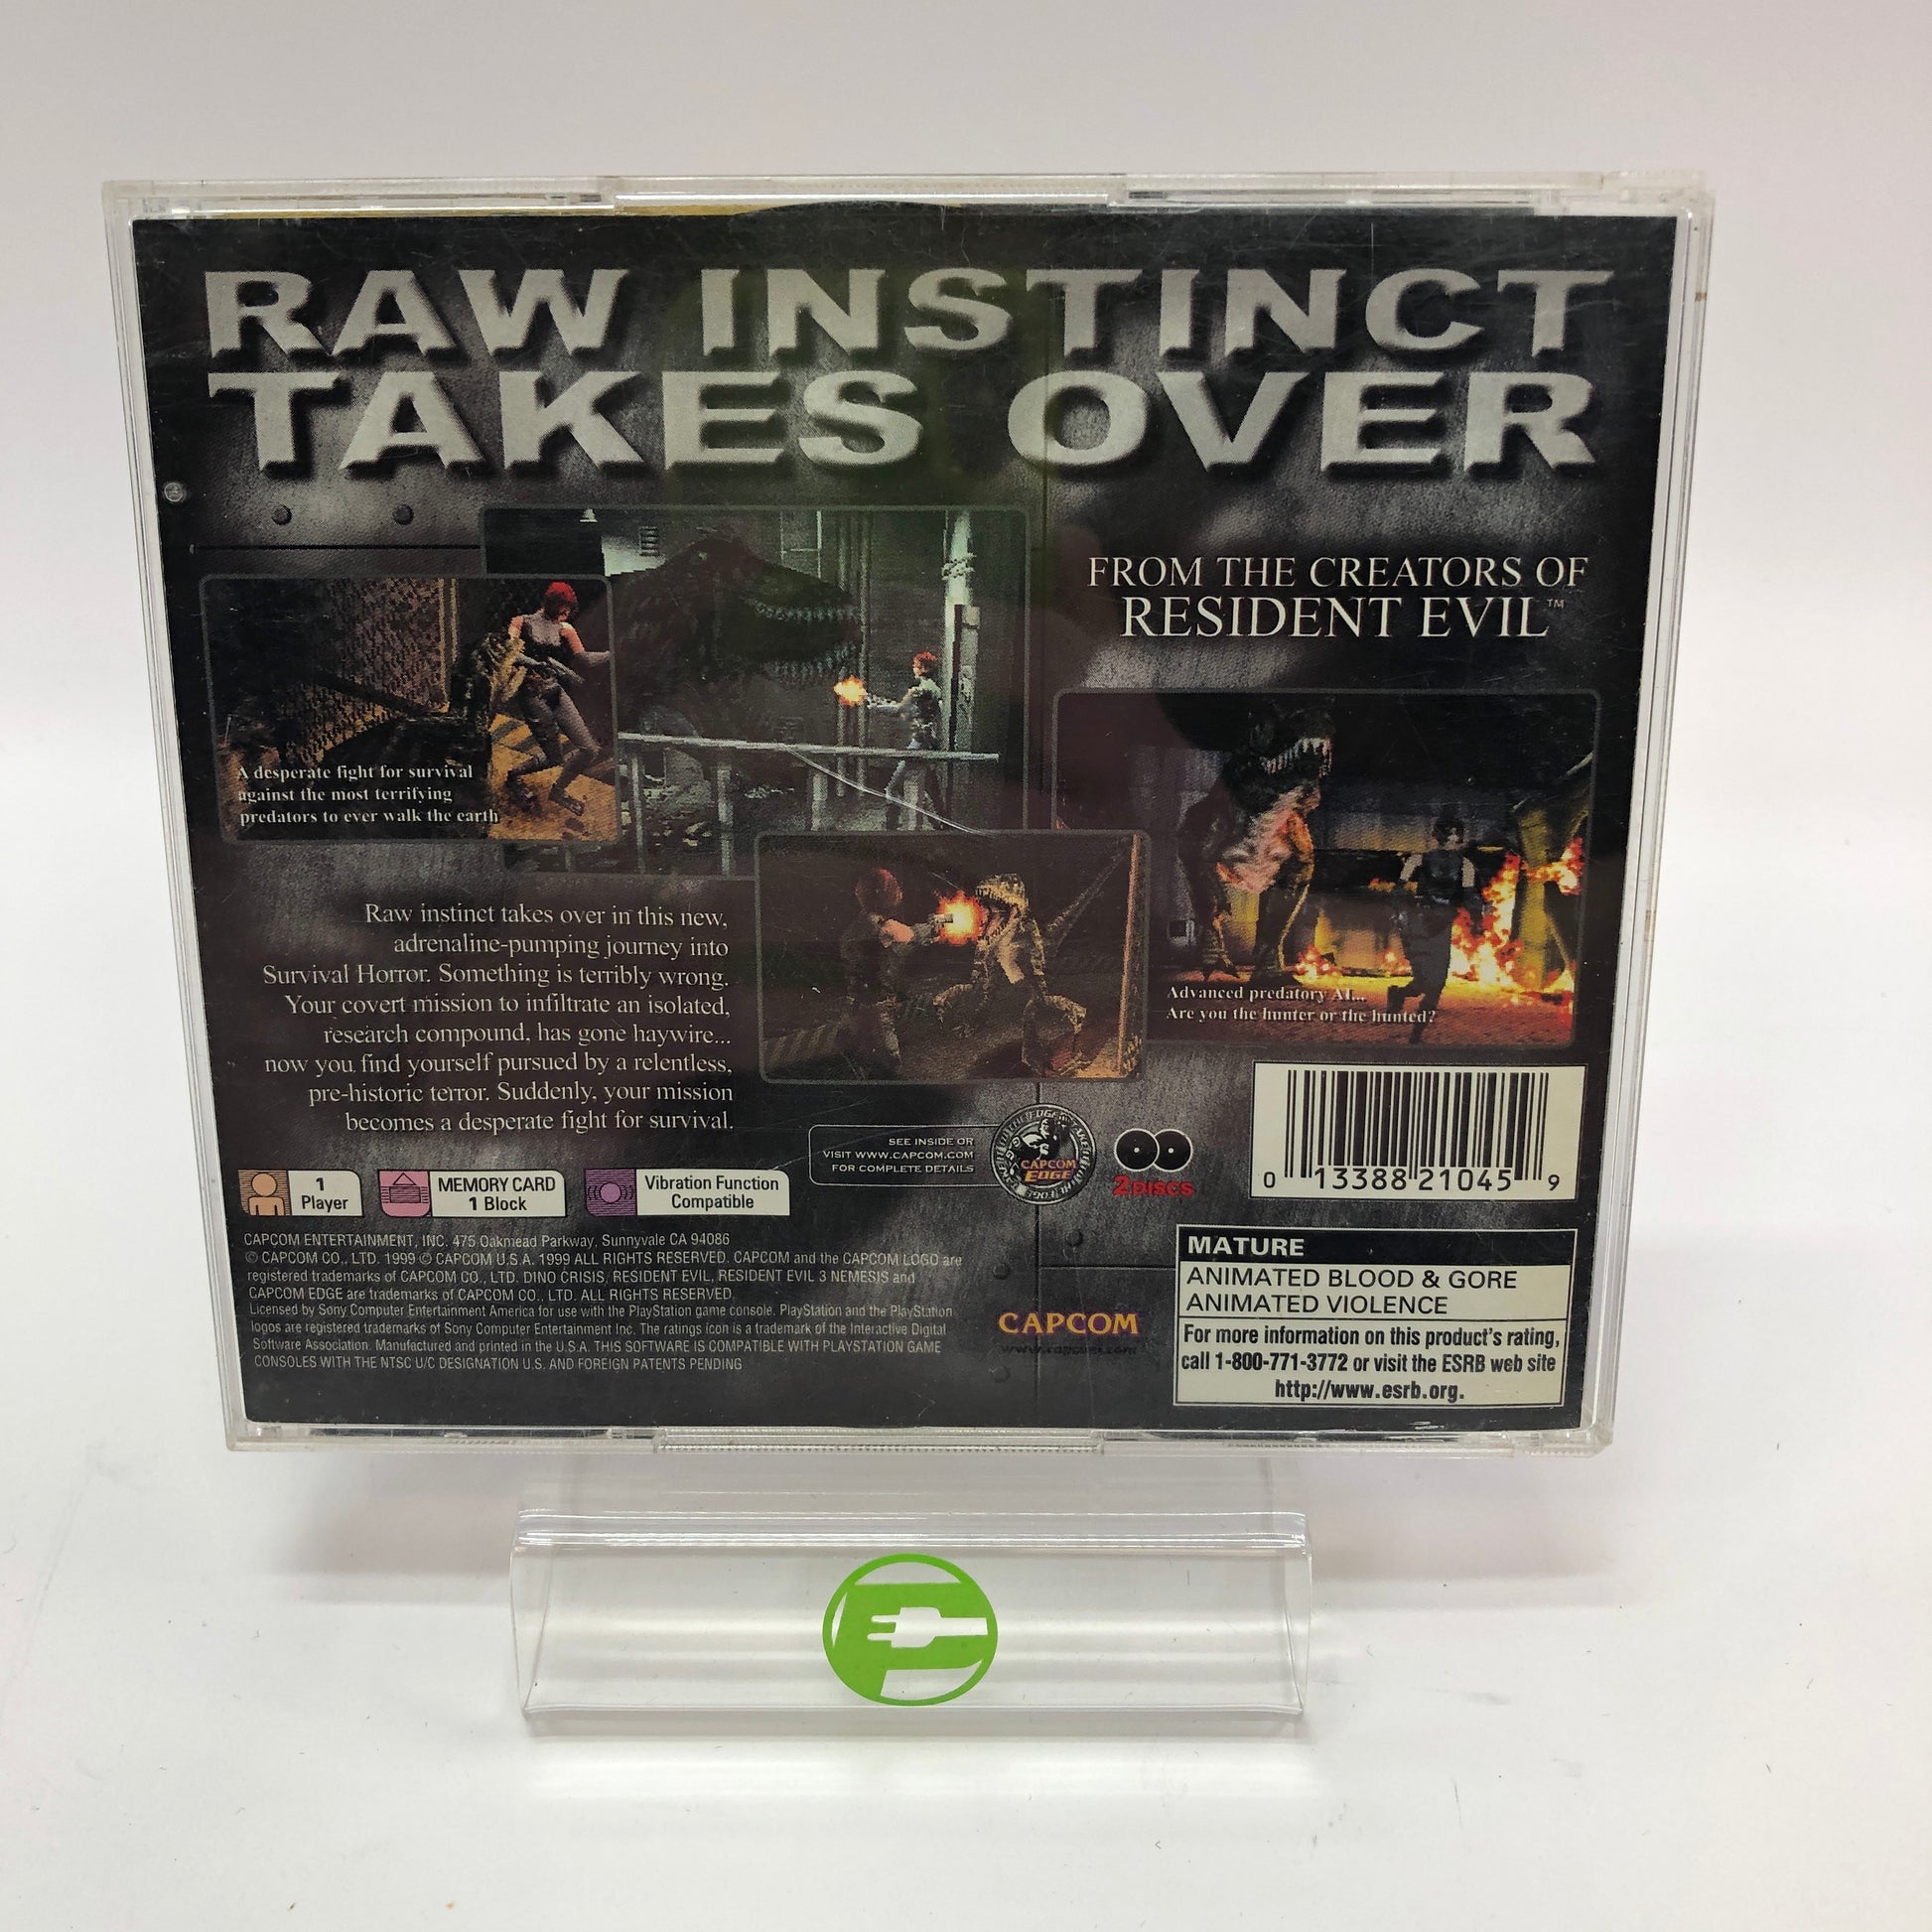 RAW INSTINCT
TAKES OVER
FROM THE CREATORS OF
RESIDENT EVIL™
A desperate fight for survival
against the most terrifying
predators to ever walk the earth
Advanced predatory AI...
Are you the hunter or the hunted?
Raw instinct takes over in this new,
adrenaline-pumping journey into
Survival Horror. Something is terribly wrong.
Your covert mission to infiltrate an isolated,
research compound, has gone haywire...
now you find yourself pursued by a relentless,
pre-historic terror. Suddenly, your mission
becomes a desperate fight for survival.
SEE INSIDE OR
VISIT WWW.CAPCOM.COM
FOR COMPLETE DETAILS
CAPCOM
EDGE
2 DISCS
0 13388 21045 9
1
Player
MEMORY CARD
1 Block
Vibration Function
Compatible
CAPCOM ENTERTAINMENT, INC. 475 Oakmead Parkway, Sunnyvale CA 94086
© CAPCOM CO., LTD. 1999 © CAPCOM U.S.A. 1999 ALL RIGHTS RESERVED. CAPCOM and the CAPCOM LOGO are
registered trademarks of CAPCOM CO., LTD. DINO CRISIS, RESIDENT EVIL, RESIDENT EVIL 3 NEMESIS and
CAPCOM EDGE are trademarks of CAPCOM CO., LTD. ALL RIGHTS RESERVED.
Licensed by Sony Computer Entertainment America for use with the PlayStation game console. PlayStation and the PlayStation
logos are registered trademarks of Sony Computer Entertainment Inc. The ratings icon is a trademark of the Interactive Digital
Software Association. Manufactured and printed in the U.S.A. THIS SOFTWARE IS COMPATIBLE WITH PLAYSTATION GAME
CONSOLES WITH THE NTSC U/C DESIGNATION U.S. AND FOREIGN PATENTS PENDING
CAPCOM
www.capcom.com
MATURE
ANIMATED BLOOD & GORE
ANIMATED VIOLENCE
For more information on this product's rating,
call 1-800-771-3772 or visit the ESRB web site
http://www.esrb.org.